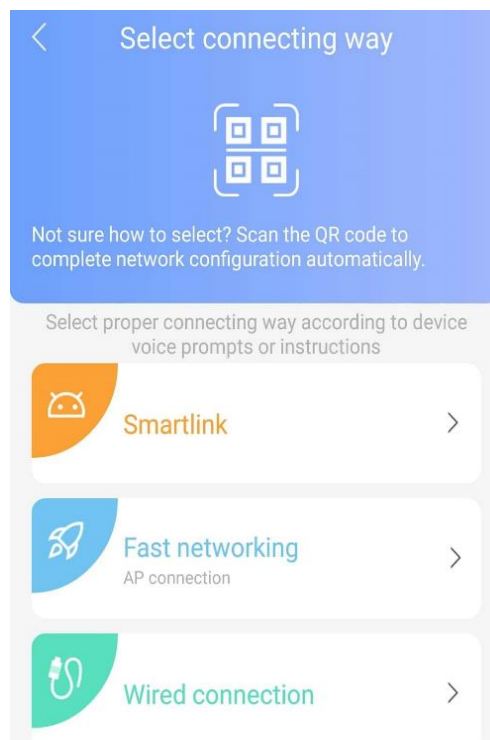 Select connecting way
Not sure how to select? Scan the QR code to
complete network configuration automatically.
Select proper connecting way according to device
voice prompts or instructions
Smartlink
Fast networking
AP connection
Wired connection